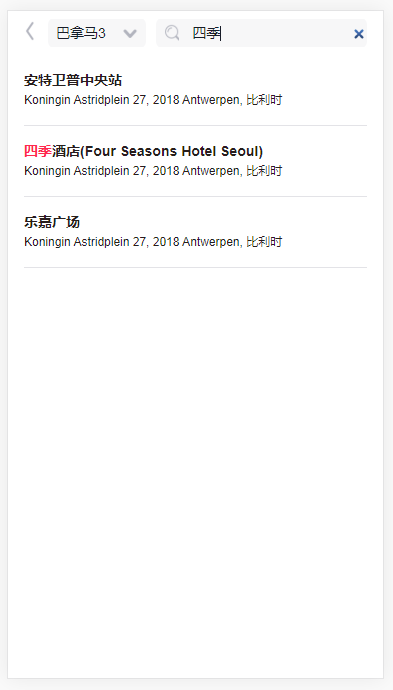 巴拿马3 四季
安特卫普中央站
Koningin Astridplein 27, 2018 Antwerpen, 比利时
四季酒店(Four Seasons Hotel Seoul)
Koningin Astridplein 27, 2018 Antwerpen, 比利时
乐嘉广场
Koningin Astridplein 27, 2018 Antwerpen, 比利时